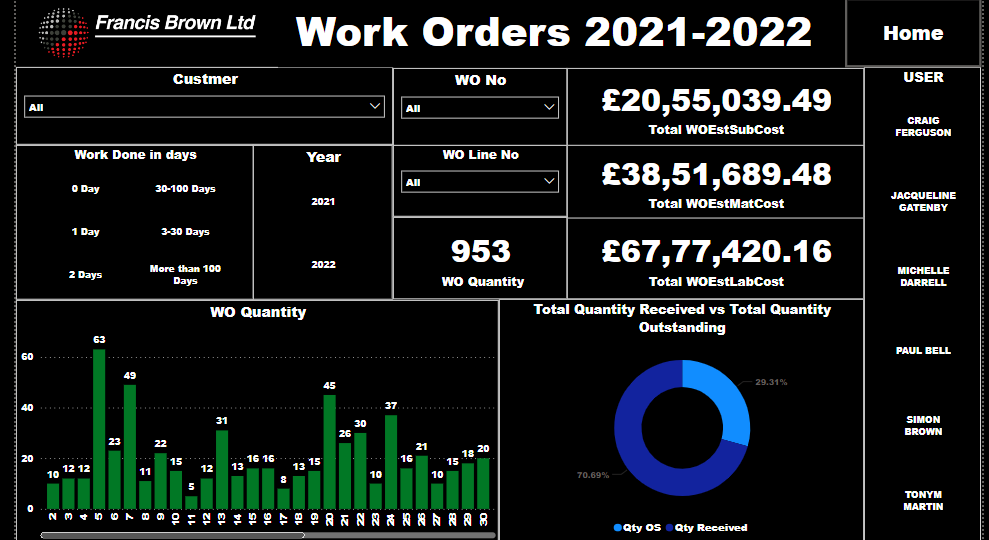 Francis Brown Ltd
Work Orders 2021-2022
Home
Custmer
All
WO No
All
£20,55,039.49
Total WOEstSubCost
USER
CRAIG
FERGUSON
JACQUELINE
GATENBY
MICHELLE
DARRELL
PAUL BELL
SIMON
BROWN
TONYM
MARTIN
Work Done in days
0 Day
30-100 Days
1 Day
3-30 Days
2 Days
More than 100
Days
Year
2021
2022
WO Line No
All
£38,51,689.48
Total WOEstMatCost
953
WO Quantity
£67,77,420.16
Total WOEstLabCost
WO Quantity
60
40
20
0
10
12
12
63
23
49
11
22
15
5
12
31
13
16
16
8
13
15
45
26
30
10
37
16
21
10
15
18
20
2
3
4
5
6
7
8
9
10
11
12
13
14
15
16
17
18
19
20
21
22
23
24
25
26
27
28
29
30
Total Quantity Received vs Total Quantity
Outstanding
29.31%
70.69%
Qty OS
Qty Received